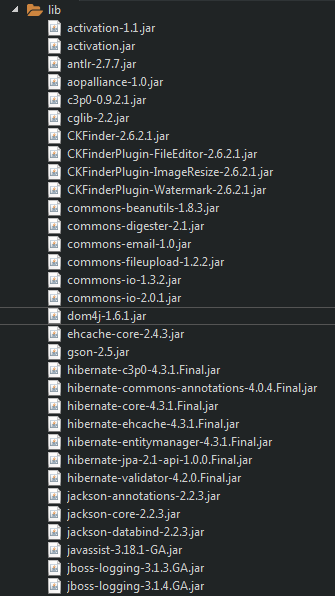 lib
activation-1.1.jar
activation.jar
antlr-2.7.7.jar
aopalliance-1.0.jar
c3p0-0.9.2.1.jar
cglib-2.2.jar
CKFinder-2.6.2.1.jar
CKFinderPlugin-FileEditor-2.6.2.1.jar
CKFinderPlugin-ImageResize-2.6.2.1.jar
CKFinderPlugin-Watermark-2.6.2.1.jar
commons-beanutils-1.8.3.jar
commons-digester-2.1.jar
commons-email-1.0.jar
commons-fileupload-1.2.2.jar
commons-io-1.3.2.jar
commons-io-2.0.1.jar
dom4j-1.6.1.jar
ehcache-core-2.4.3.jar
gson-2.5.jar
hibernate-c3p0-4.3.1.Final.jar
hibernate-commons-annotations-4.0.4.Final.jar
hibernate-core-4.3.1.Final.jar
hibernate-ehcache-4.3.1.Final.jar
hibernate-entitymanager-4.3.1.Final.jar
hibernate-jpa-2.1-api-1.0.0.Final.jar
hibernate-validator-4.2.0.Final.jar
jackson-annotations-2.2.3.jar
jackson-core-2.2.3.jar
jackson-databind-2.2.3.jar
javassist-3.18.1-GA.jar
jboss-logging-3.1.3.GA.jar
jboss-logging-3.1.4.GA.jar